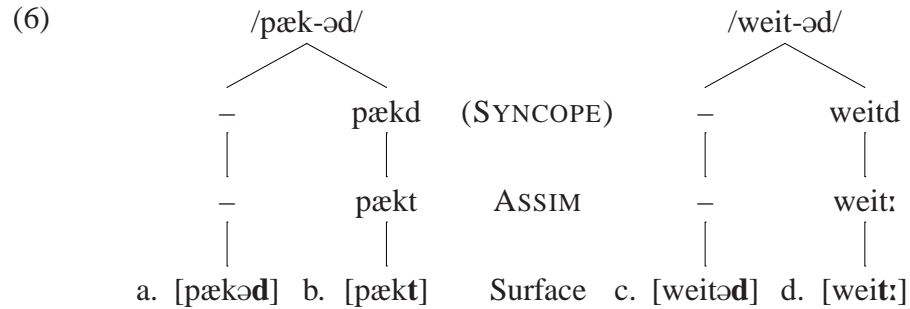 (6) /pæk-əd/ /weit-əd/
– pækd (SYNCOPE) – weitd
– pækt ASSIM – weitː
a. [pækəd] b. [pækt] Surface c. [weitəd] d. [weitː]